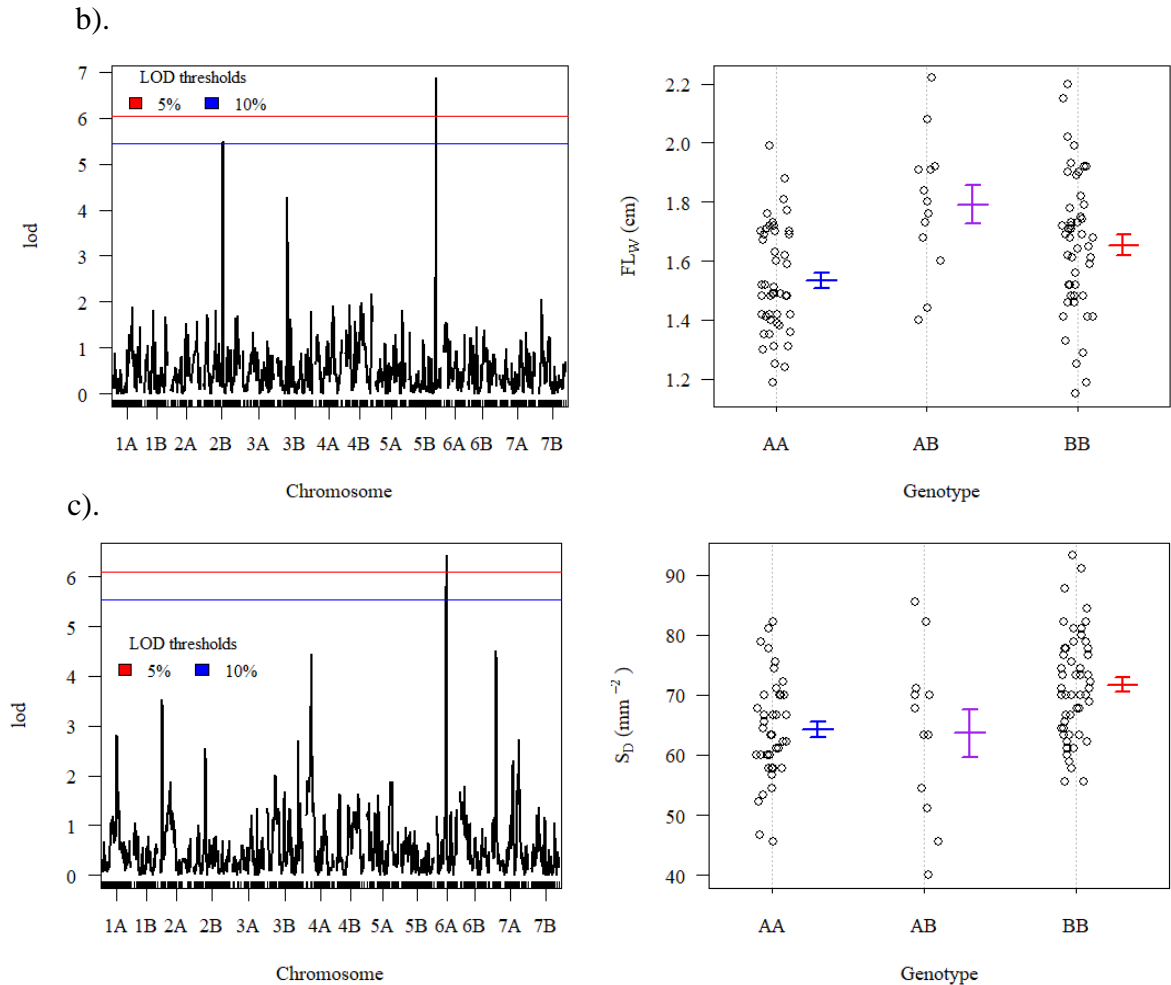 b).
LOD thresholds
5% 10%
7
6
5
4
3
2
1
0
lod
1A 1B 2A 2B 3A 3B 4A 4B 5A 5B 6A 6B 7A 7B
Chromosome
2.2
2.0
1.8
1.6
1.4
1.2
FLW (cm)
AA AB BB
Genotype
c).
6
5
4
3
2
1
0
LOD thresholds
5% 10%
lod
1A 1B 2A 2B 3A 3B 4A 4B 5A 5B 6A 6B 7A 7B
Chromosome
90
80
70
60
50
40
SD (mm−2)
AA AB BB
Genotype